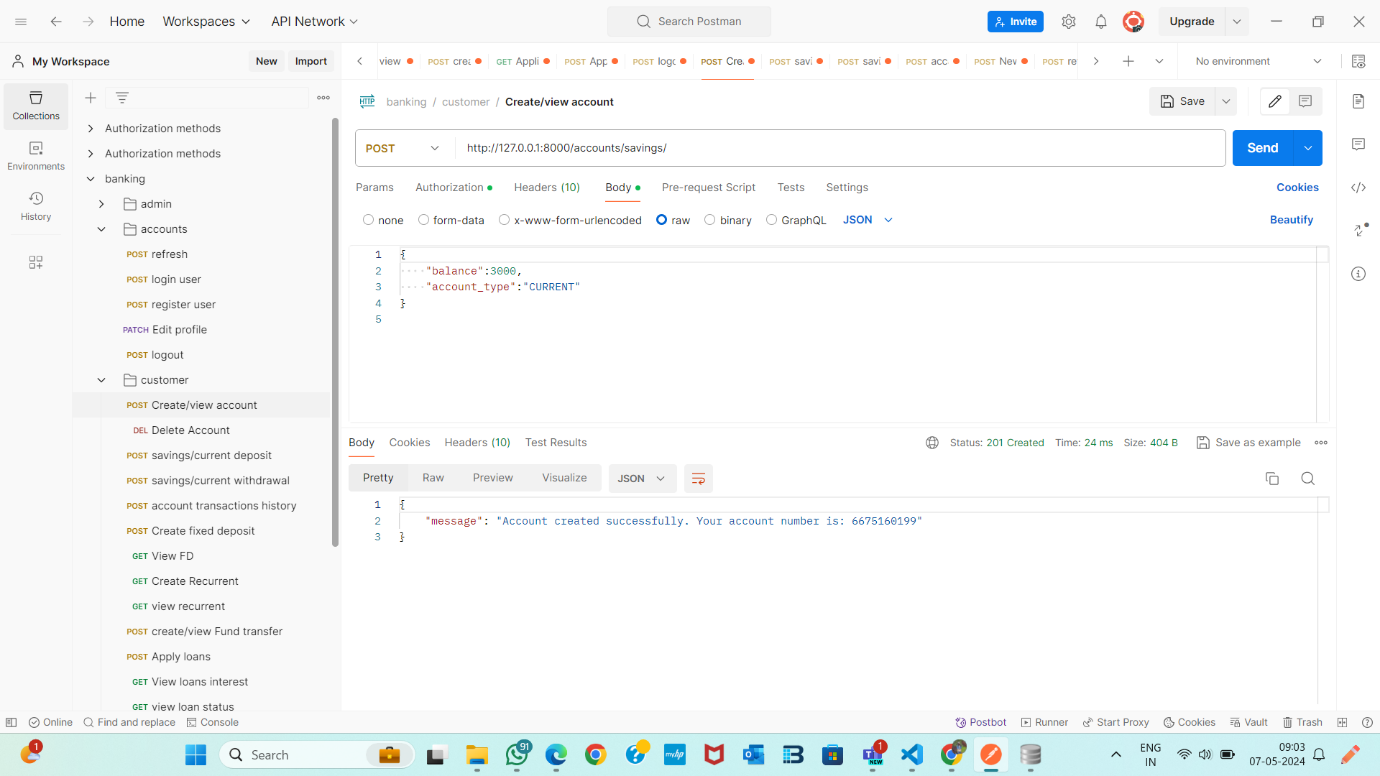 Home
Workspaces
API Network
Search Postman
Invite
Upgrade
My Workspace
New
Import
view
POST crea
GET Appli
POST App
POST logo
POST Cre
POST savi
POST savi
POST acc
POST Nev
POST re
No environment
Collections
Environments
History
Authorization methods
Authorization methods
banking
admin
accounts
POST refresh
POST login user
POST register user
PATCH Edit profile
POST logout
customer
POST Create/view account
DEL Delete Account
POST savings/current deposit
POST savings/current withdrawal
POST account transactions history
POST Create fixed deposit
GET View FD
GET Create Recurrent
GET view recurrent
POST create/view Fund transfer
POST Apply loans
GET View loans interest
GET view loan status
HTTP banking / customer / Create/view account
Save
POST
http://127.0.0.1:8000/accounts/savings/
Send
Params
Authorization
Headers (10)
Body
Pre-request Script
Tests
Settings
Cookies
none
form-data
x-www-form-urlencoded
raw
binary
GraphQL
JSON
Beautify
1 {
2 "balance":3000,
3 "account_type":"CURRENT"
4 }
5
Body
Cookies
Headers (10)
Test Results
Status: 201 Created
Time: 24 ms
Size: 404 B
Save as example
Pretty
Raw
Preview
Visualize
JSON
1 {
2 "message": "Account created successfully. Your account number is: 6675160199"
3 }
Online
Find and replace
Console
Postbot
Runner
Start Proxy
Cookies
Vault
Trash
1
Search
91
myhp
1
NEW
ENG
IN
09:03
07-05-2024